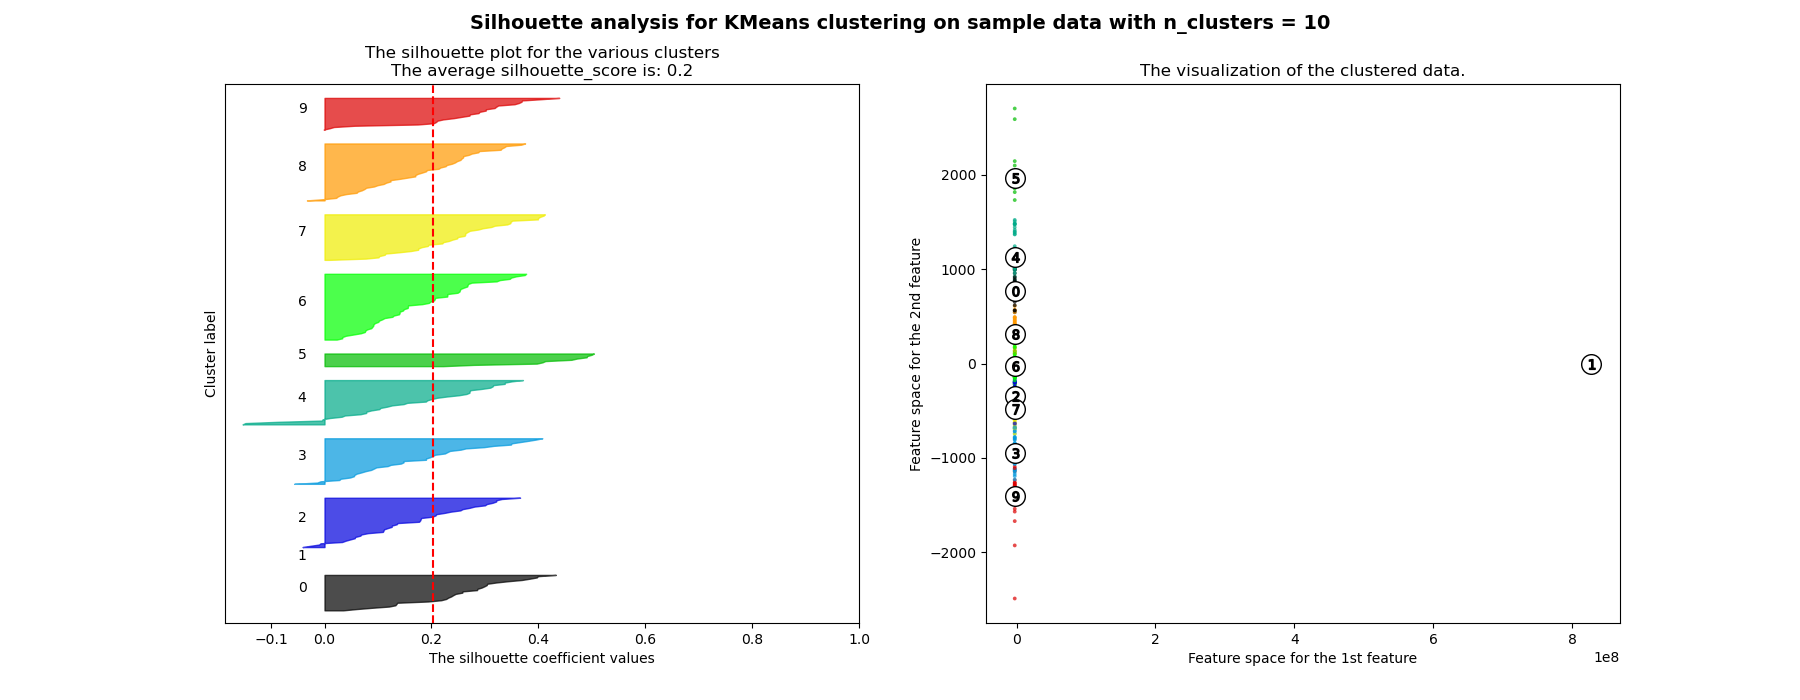 Silhouette analysis for KMeans clustering on sample data with n_clusters = 10
The silhouette plot for the various clusters
The average silhouette_score is: 0.2
Cluster label
9
8
7
6
5
4
3
2
1
0
−0.1 0.0 0.2 0.4 0.6 0.8 1.0
The silhouette coefficient values
The visualization of the clustered data.
Feature space for the 2nd feature
2000
1000
0
−1000
−2000
5
4
0
8
6
1
2
7
3
9
0 2 4 6 8
1e8
Feature space for the 1st feature